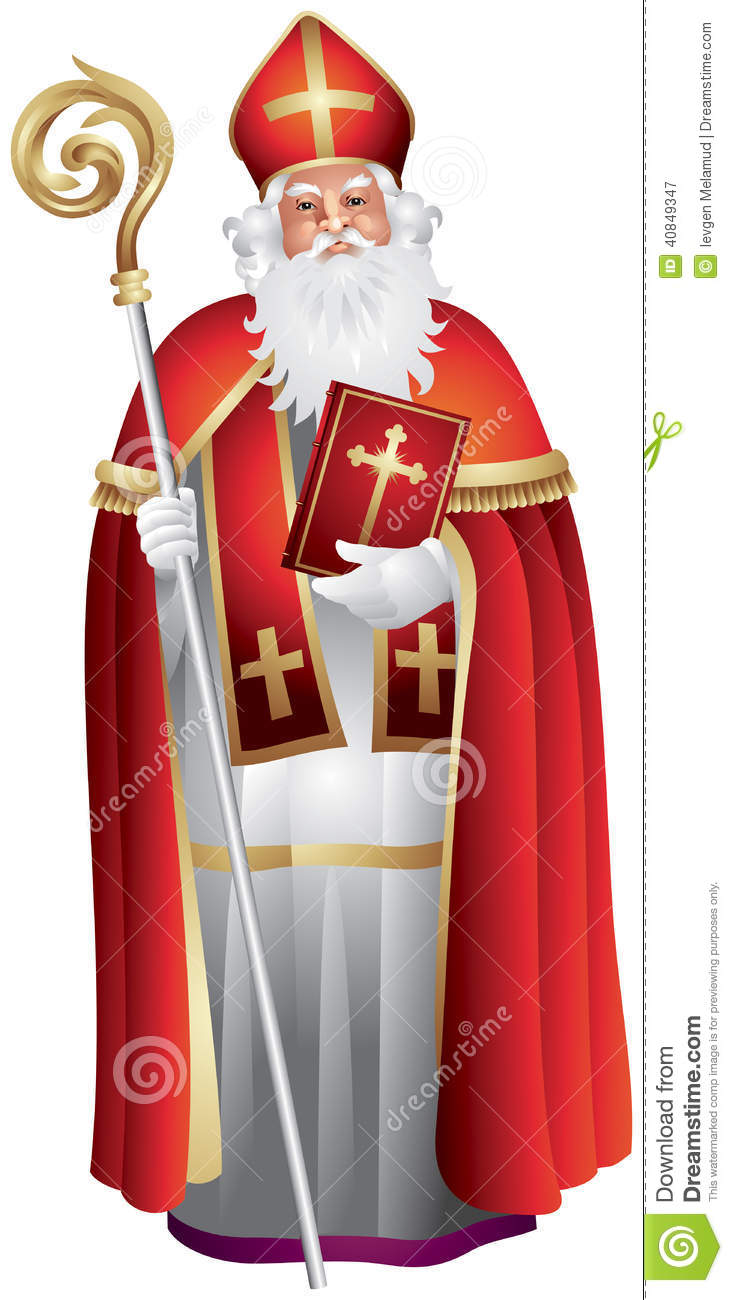 dreamstime
dreamstime
dreamstime
dreamstime
dreamstime
40849347
ID
© Ievgen Melamud | Dreamstime.com
Download from
Dreamstime.com
This watermarked comp image is for previewing purposes only.